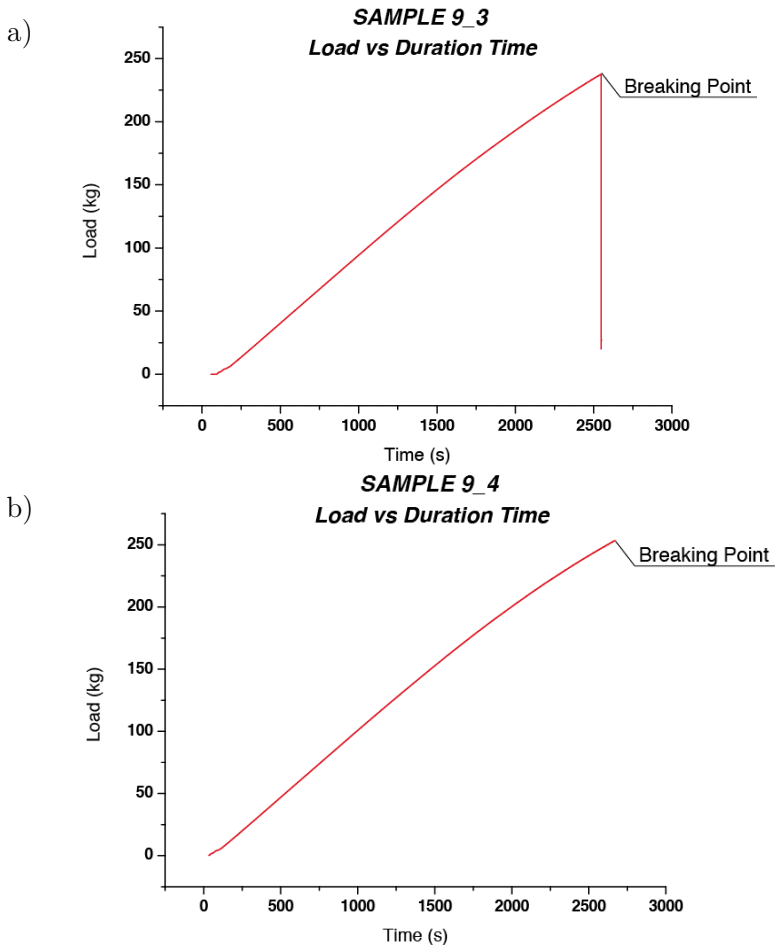 a)
SAMPLE 9_3
Load vs Duration Time
Breaking Point
250
200
150
100
50
0
Load (kg)
0 500 1000 1500 2000 2500 3000
Time (s)
b)
SAMPLE 9_4
Load vs Duration Time
Breaking Point
250
200
150
100
50
0
Load (kg)
0 500 1000 1500 2000 2500 3000
Time (s)